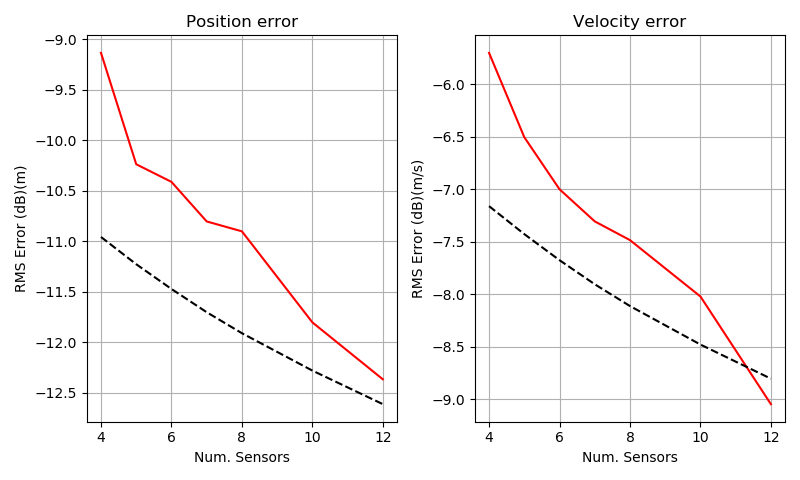 Position error
RMS Error (dB)(m)
−9.0
−9.5
−10.0
−10.5
−11.0
−11.5
−12.0
−12.5
4 6 8 10 12
Num. Sensors
Velocity error
RMS Error (dB)(m/s)
−6.0
−6.5
−7.0
−7.5
−8.0
−8.5
−9.0
4 6 8 10 12
Num. Sensors